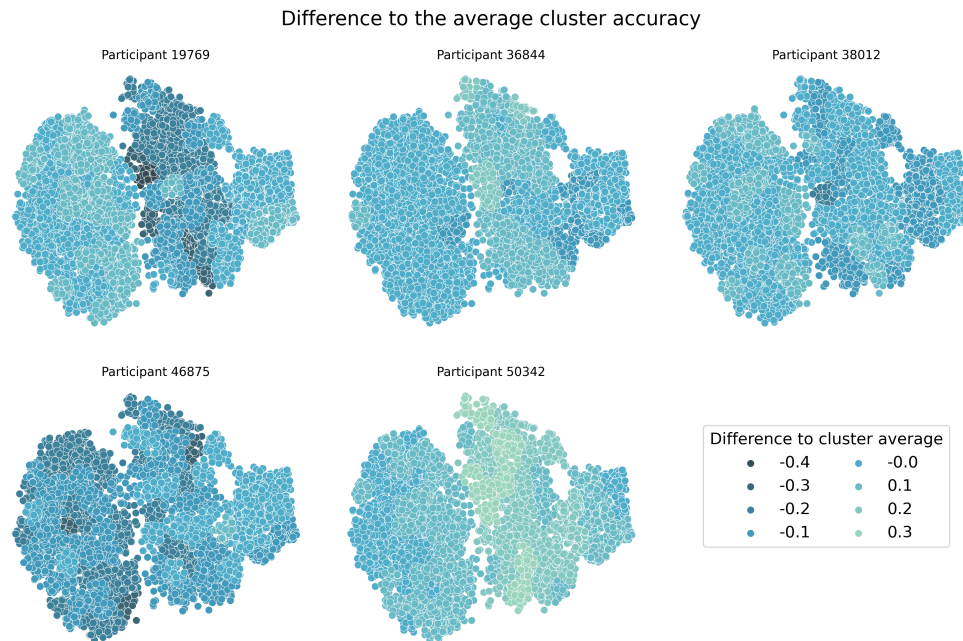 Difference to the average cluster accuracy
Participant 19769
Participant 36844
Participant 38012
Participant 46875
Participant 50342
Difference to cluster average
-0.4
-0.3
-0.2
-0.1
-0.0
0.1
0.2
0.3